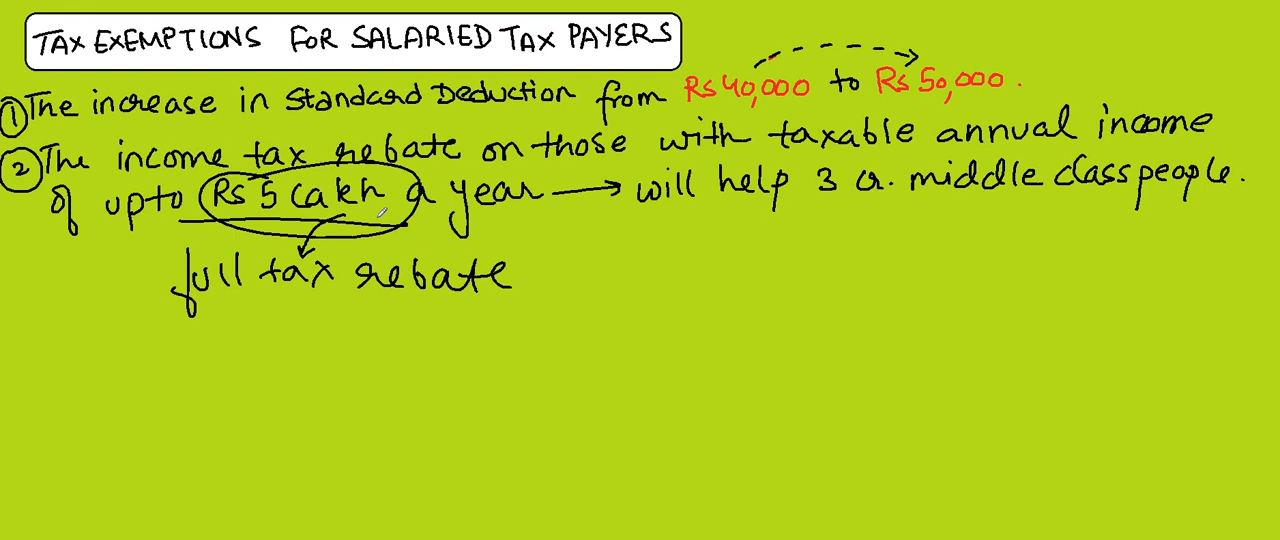 TAX EXEMPTIONS FOR SALARIED TAX PAYERS
① The increase in Standard Deduction from Rs 40,000 to Rs 50,000.
② The income tax rebate on those with taxable annual income
of upto Rs 5 Lakh a year → will help 3 cr. middle class people.
full tax rebate